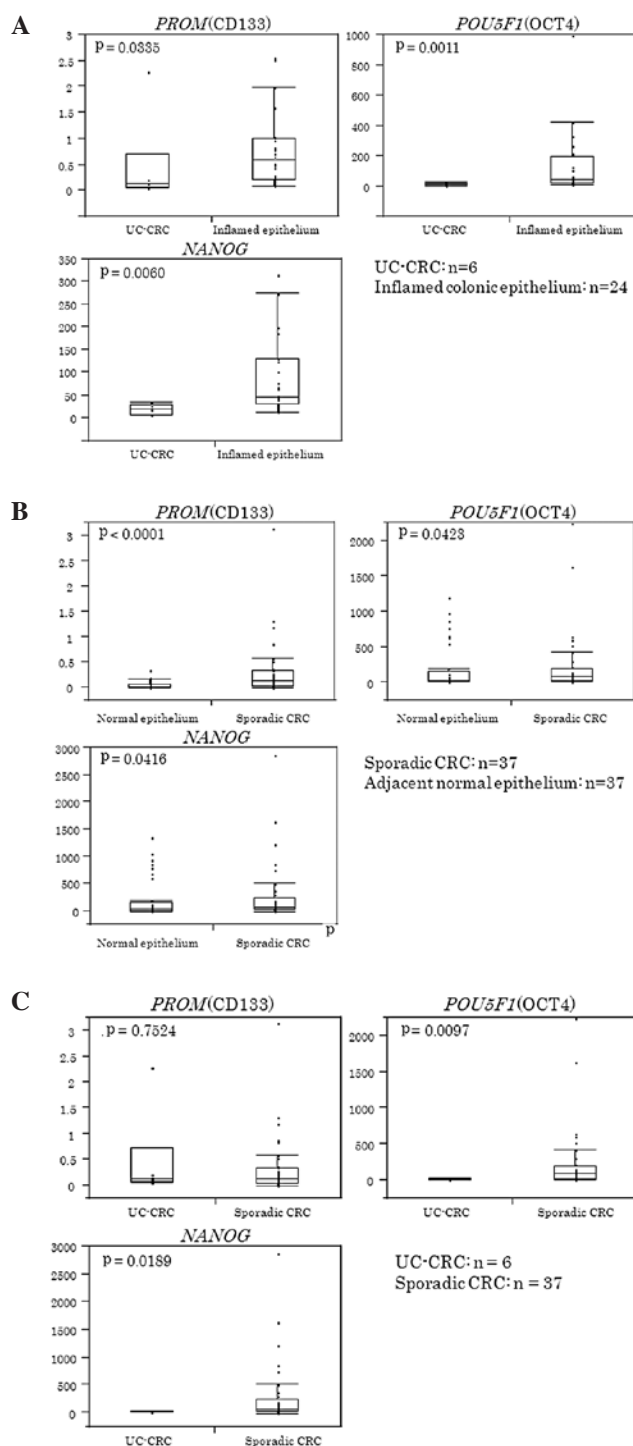 A
PROM(CD133)
p = 0.0335
3
2.5
2
1.5
1
0.5
0
UC-CRC Inflamed epithelium
POU5F1(OCT4)
p = 0.0011
1000
800
600
400
200
0
UC-CRC Inflamed epithelium
NANOG
p = 0.0060
350
300
250
200
150
100
50
0
UC-CRC Inflamed epithelium
UC-CRC: n=6
Inflamed colonic epithelium: n=24
B
PROM(CD133)
p < 0.0001
3
2.5
2
1.5
1
0.5
0
Normal epithelium Sporadic CRC
POU5F1(OCT4)
p = 0.0423
2000
1500
1000
500
0
Normal epithelium Sporadic CRC
NANOG
p = 0.0416
3000
2500
2000
1500
1000
500
0
Normal epithelium Sporadic CRC
p
Sporadic CRC: n=37
Adjacent normal epithelium: n=37
C
PROM(CD133)
. p = 0.7524
3
2.5
2
1.5
1
0.5
0
UC-CRC Sporadic CRC
POU5F1(OCT4)
p = 0.0097
2000
1500
1000
500
0
UC-CRC Sporadic CRC
NANOG
p = 0.0189
3000
2500
2000
1500
1000
500
0
UC-CRC Sporadic CRC
UC-CRC: n = 6
Sporadic CRC: n = 37